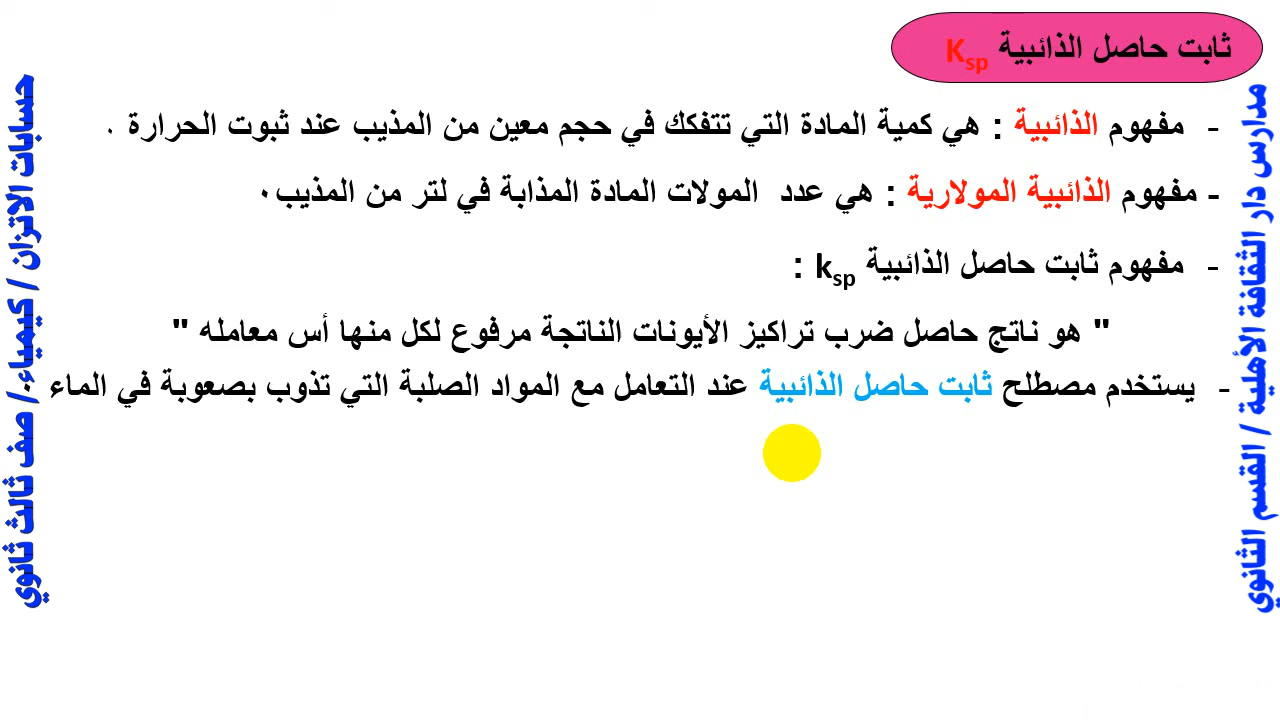 ثابت حاصل الذائبية Ksp
- مفهوم الذائبية : هي كمية المادة التي تتفكك في حجم معين من المذيب عند ثبوت الحرارة ٠
- مفهوم الذائبية المولارية : هي عدد المولات المادة المذابة في لتر من المذيب٠
- مفهوم ثابت حاصل الذائبية ksp :
" هو ناتج حاصل ضرب تراكيز الأيونات الناتجة مرفوع لكل منها أس معامله "
- يستخدم مصطلح ثابت حاصل الذائبية عند التعامل مع المواد الصلبة التي تذوب بصعوبة في الماء ٠
مدارس دار الثقافة الأهلية / القسم الثانوي
حسابات الاتزان / كيمياء/ صف ثالث ثانوي